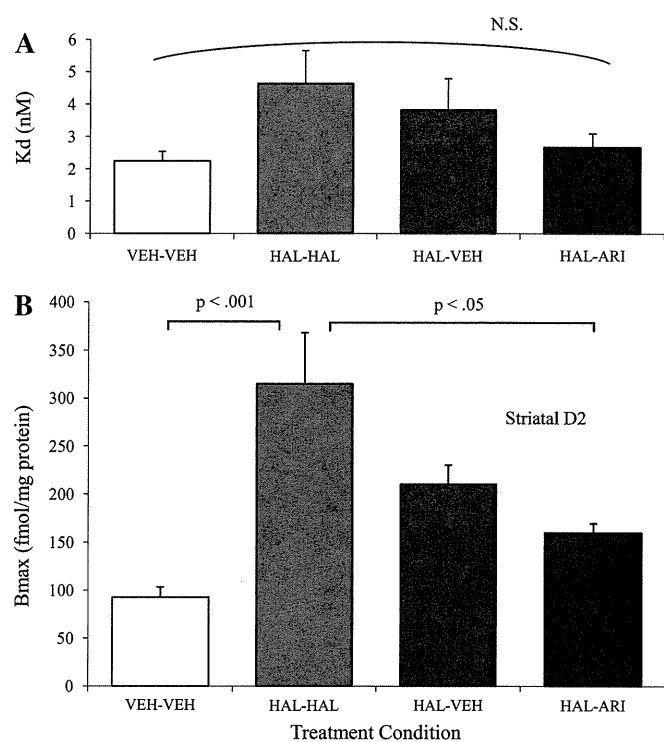 A
N.S.
Kd (nM)
6
5
4
3
2
1
0
VEH-VEH HAL-HAL HAL-VEH HAL-ARI
B
p < .001 p < .05
Striatal D2
Bmax (fmol/mg protein)
400
350
300
250
200
150
100
50
0
VEH-VEH HAL-HAL HAL-VEH HAL-ARI
Treatment Condition